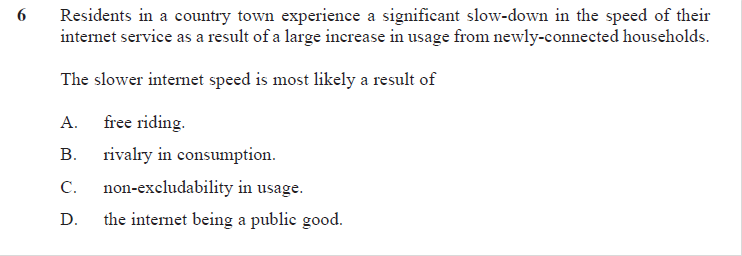 6 Residents in a country town experience a significant slow-down in the speed of their
internet service as a result of a large increase in usage from newly-connected households.
The slower internet speed is most likely a result of
A. free riding.
B. rivalry in consumption.
C. non-excludability in usage.
D. the internet being a public good.